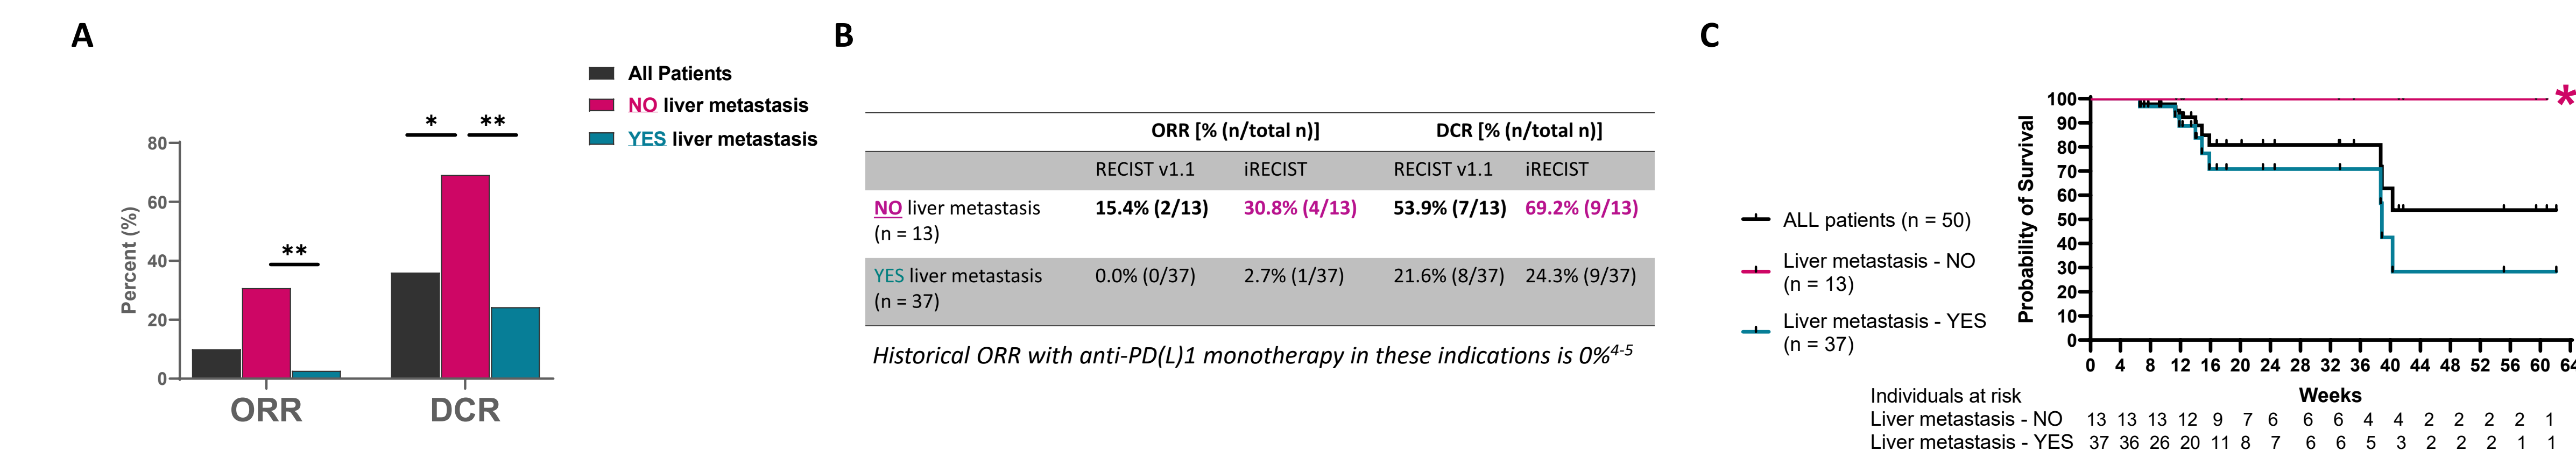 A
All Patients
NO liver metastasis
YES liver metastasis
* **
**
Percent (%)
80
60
40
20
0
ORR DCR
B
ORR [% (n/total n)] DCR [% (n/total n)]
RECIST v1.1 iRECIST RECIST v1.1 iRECIST
NO liver metastasis 15.4% (2/13) 30.8% (4/13) 53.9% (7/13) 69.2% (9/13)
(n = 13)
YES liver metastasis 0.0% (0/37) 2.7% (1/37) 21.6% (8/37) 24.3% (9/37)
(n = 37)
Historical ORR with anti-PD(L)1 monotherapy in these indications is 0%4-5
C
ALL patients (n = 50)
Liver metastasis - NO
(n = 13)
Liver metastasis - YES
(n = 37)
Probability of Survival
100
90
80
70
60
50
40
30
20
10
0
*
0 4 8 12 16 20 24 28 32 36 40 44 48 52 56 60 64
Weeks
Individuals at risk
Liver metastasis - NO 13 13 13 12 9 7 6 6 6 4 4 2 2 2 2 1
Liver metastasis - YES 37 36 26 20 11 8 7 6 6 5 3 2 2 2 1 1